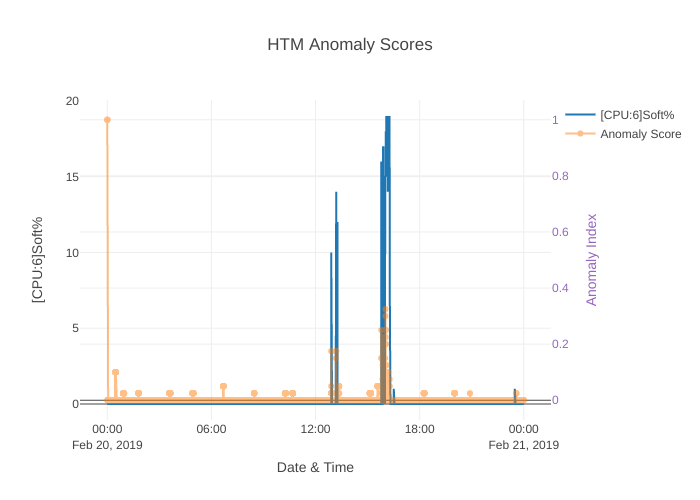 HTM Anomaly Scores
[CPU:6]Soft%
Anomaly Score
20
15
10
5
0
1
0.8
0.6
0.4
0.2
0
[CPU:6]Soft%
Anomaly Index
00:00
Feb 20, 2019
06:00
12:00
18:00
00:00
Feb 21, 2019
Date & Time